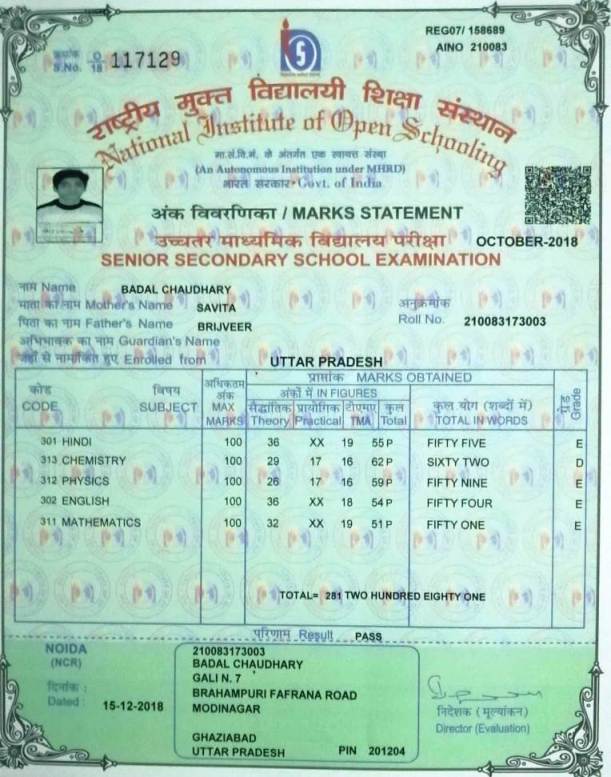 REG07/ 158689
क्रमांक
S.No. O/18 117129
AINO 210083
राष्ट्रीय मुक्त विद्यालयी शिक्षा संस्थान
National Institute of Open Schooling
मा.सं.वि.मं. के अंतर्गत एक स्वायत्त संस्था
(An Autonomous Institution under MHRD)
भारत सरकार•Govt. of India
अंक विवरणिका / MARKS STATEMENT
उच्चतर माध्यमिक विद्यालय परीक्षा OCTOBER-2018
SENIOR SECONDARY SCHOOL EXAMINATION
नाम Name BADAL CHAUDHARY
माता का नाम Mother's Name SAVITA अनुक्रमांक
पिता का नाम Father's Name BRIJVEER Roll No. 210083173003
अभिभावक का नाम Guardian's Name
जहाँ से नामांकित हुए Enrolled from UTTAR PRADESH
कोड CODE विषय SUBJECT अधिकतम अंक MAX MARKS प्राप्तांक MARKS OBTAINED ग्रेड Grade
अंकों में IN FIGURES कुल योग (शब्दों में) TOTAL IN WORDS
सैद्धांतिक Theory प्रायोगिक Practical टीएमए TMA कुल Total
301 HINDI 100 36 XX 19 55 P FIFTY FIVE E
313 CHEMISTRY 100 29 17 16 62 P SIXTY TWO D
312 PHYSICS 100 26 17 16 59 P FIFTY NINE E
302 ENGLISH 100 36 XX 18 54 P FIFTY FOUR E
311 MATHEMATICS 100 32 XX 19 51 P FIFTY ONE E
TOTAL= 281 TWO HUNDRED EIGHTY ONE
परिणाम Result PASS
NOIDA
(NCR)
दिनांक :
Dated : 15-12-2018
210083173003
BADAL CHAUDHARY
GALI N. 7
BRAHAMPURI FAFRANA ROAD
MODINAGAR
GHAZIABAD
UTTAR PRADESH PIN 201204
निदेशक (मूल्यांकन)
Director (Evaluation)